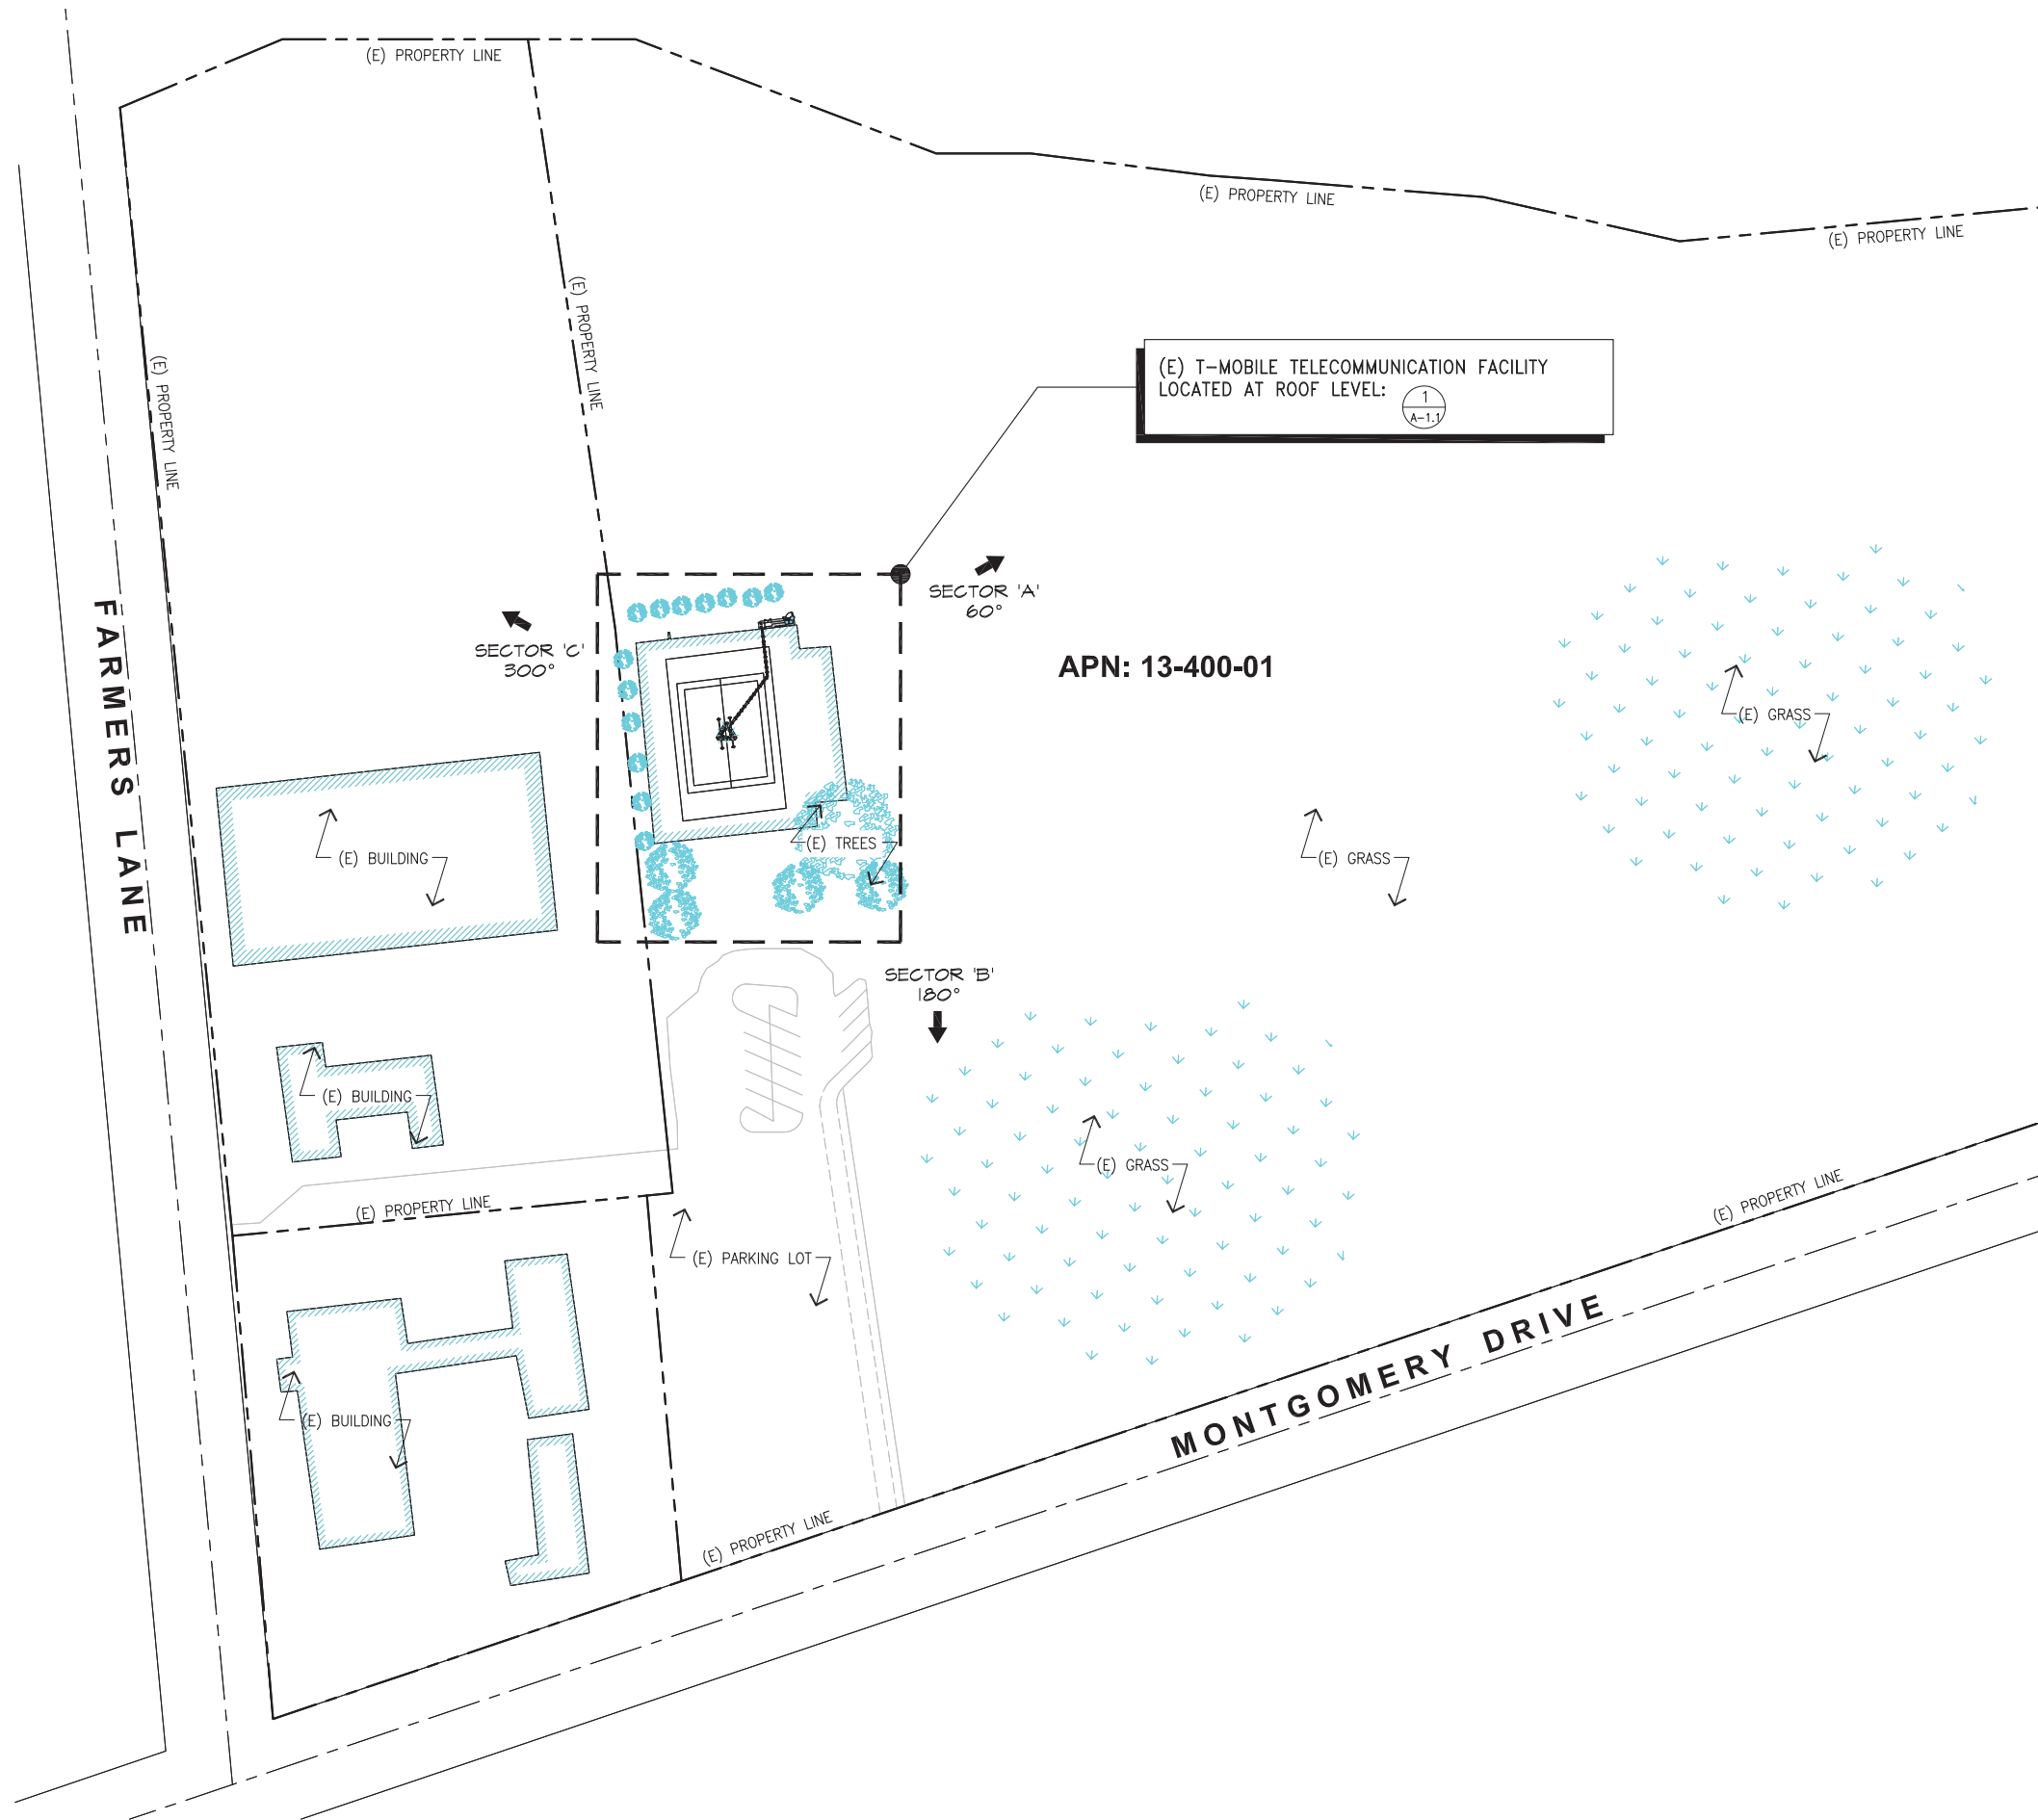 (E) PROPERTY LINE
(E) PROPERTY LINE
(E) PROPERTY LINE
(E) PROPERTY LINE
(E) PROPERTY LINE
(E) T-MOBILE TELECOMMUNICATION FACILITY
LOCATED AT ROOF LEVEL:
1
A-1.1
SECTOR 'A'
60°
SECTOR 'C'
300°
APN: 13-400-01
FARMERS LANE
(E) GRASS
(E) TREES
(E) BUILDING
(E) GRASS
SECTOR 'B'
180°
(E) BUILDING
(E) GRASS
(E) PROPERTY LINE
(E) PROPERTY LINE
(E) PARKING LOT
MONTGOMERY DRIVE
(E) BUILDING
(E) PROPERTY LINE